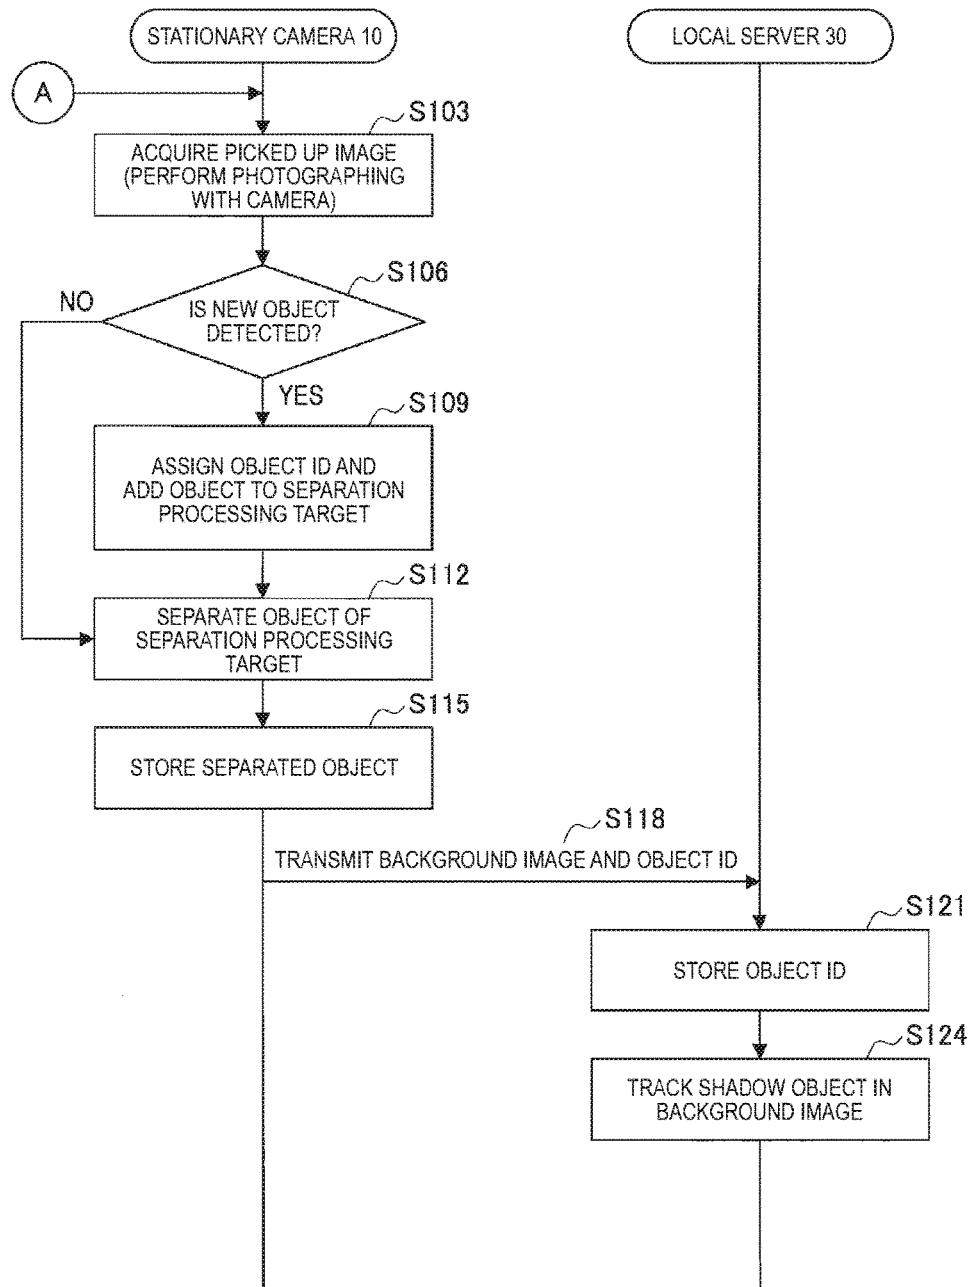 STATIONARY CAMERA 10
LOCAL SERVER 30
A
S103
ACQUIRE PICKED UP IMAGE
(PERFORM PHOTOGRAPHING
WITH CAMERA)
S106
NO
IS NEW OBJECT
DETECTED?
YES
S109
ASSIGN OBJECT ID AND
ADD OBJECT TO SEPARATION
PROCESSING TARGET
S112
SEPARATE OBJECT OF
SEPARATION PROCESSING
TARGET
S115
STORE SEPARATED OBJECT
S118
TRANSMIT BACKGROUND IMAGE AND OBJECT ID
S121
STORE OBJECT ID
S124
TRACK SHADOW OBJECT IN
BACKGROUND IMAGE